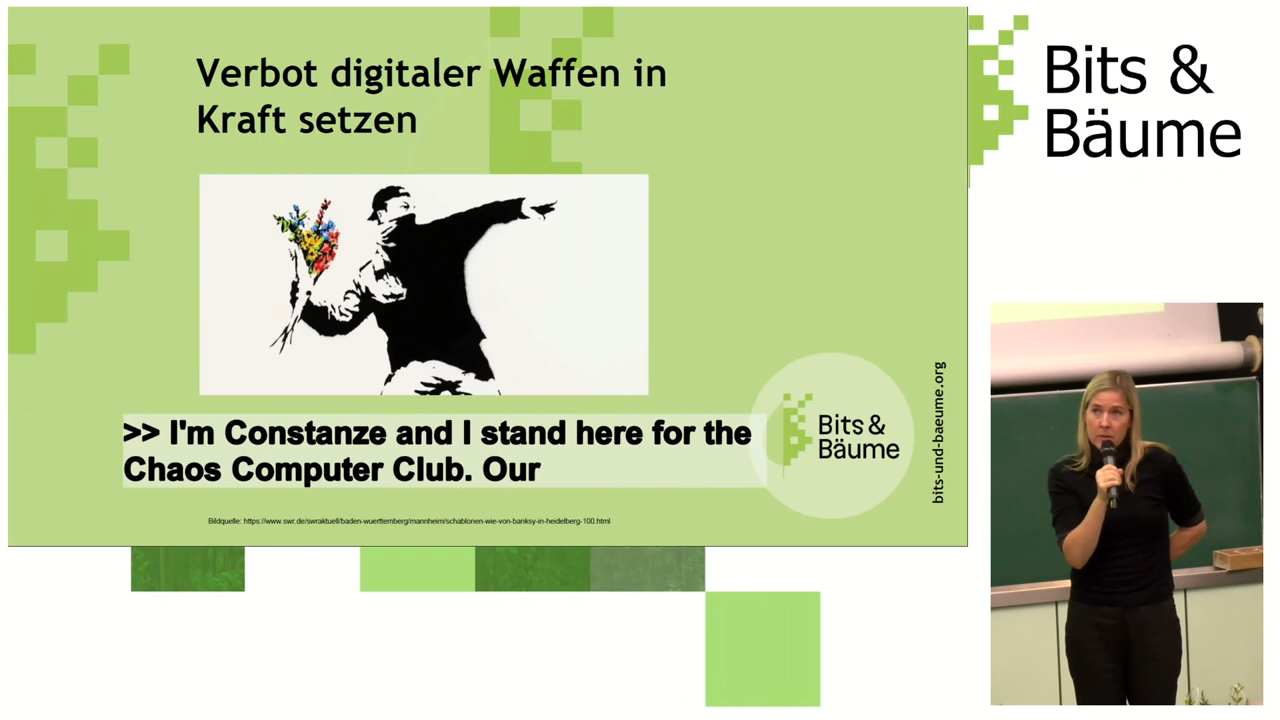 Verbot digitaler Waffen in
Kraft setzen
Bits &
Bäume
>> I'm Constanze and I stand here for the
Chaos Computer Club. Our
Bits &
Bäume
bits-und-baeume.org
Bildquelle: https://www.swr.de/swraktuell/baden-wuerttemberg/mannheim/schablonen-wie-von-banksy-in-heidelberg-100.html